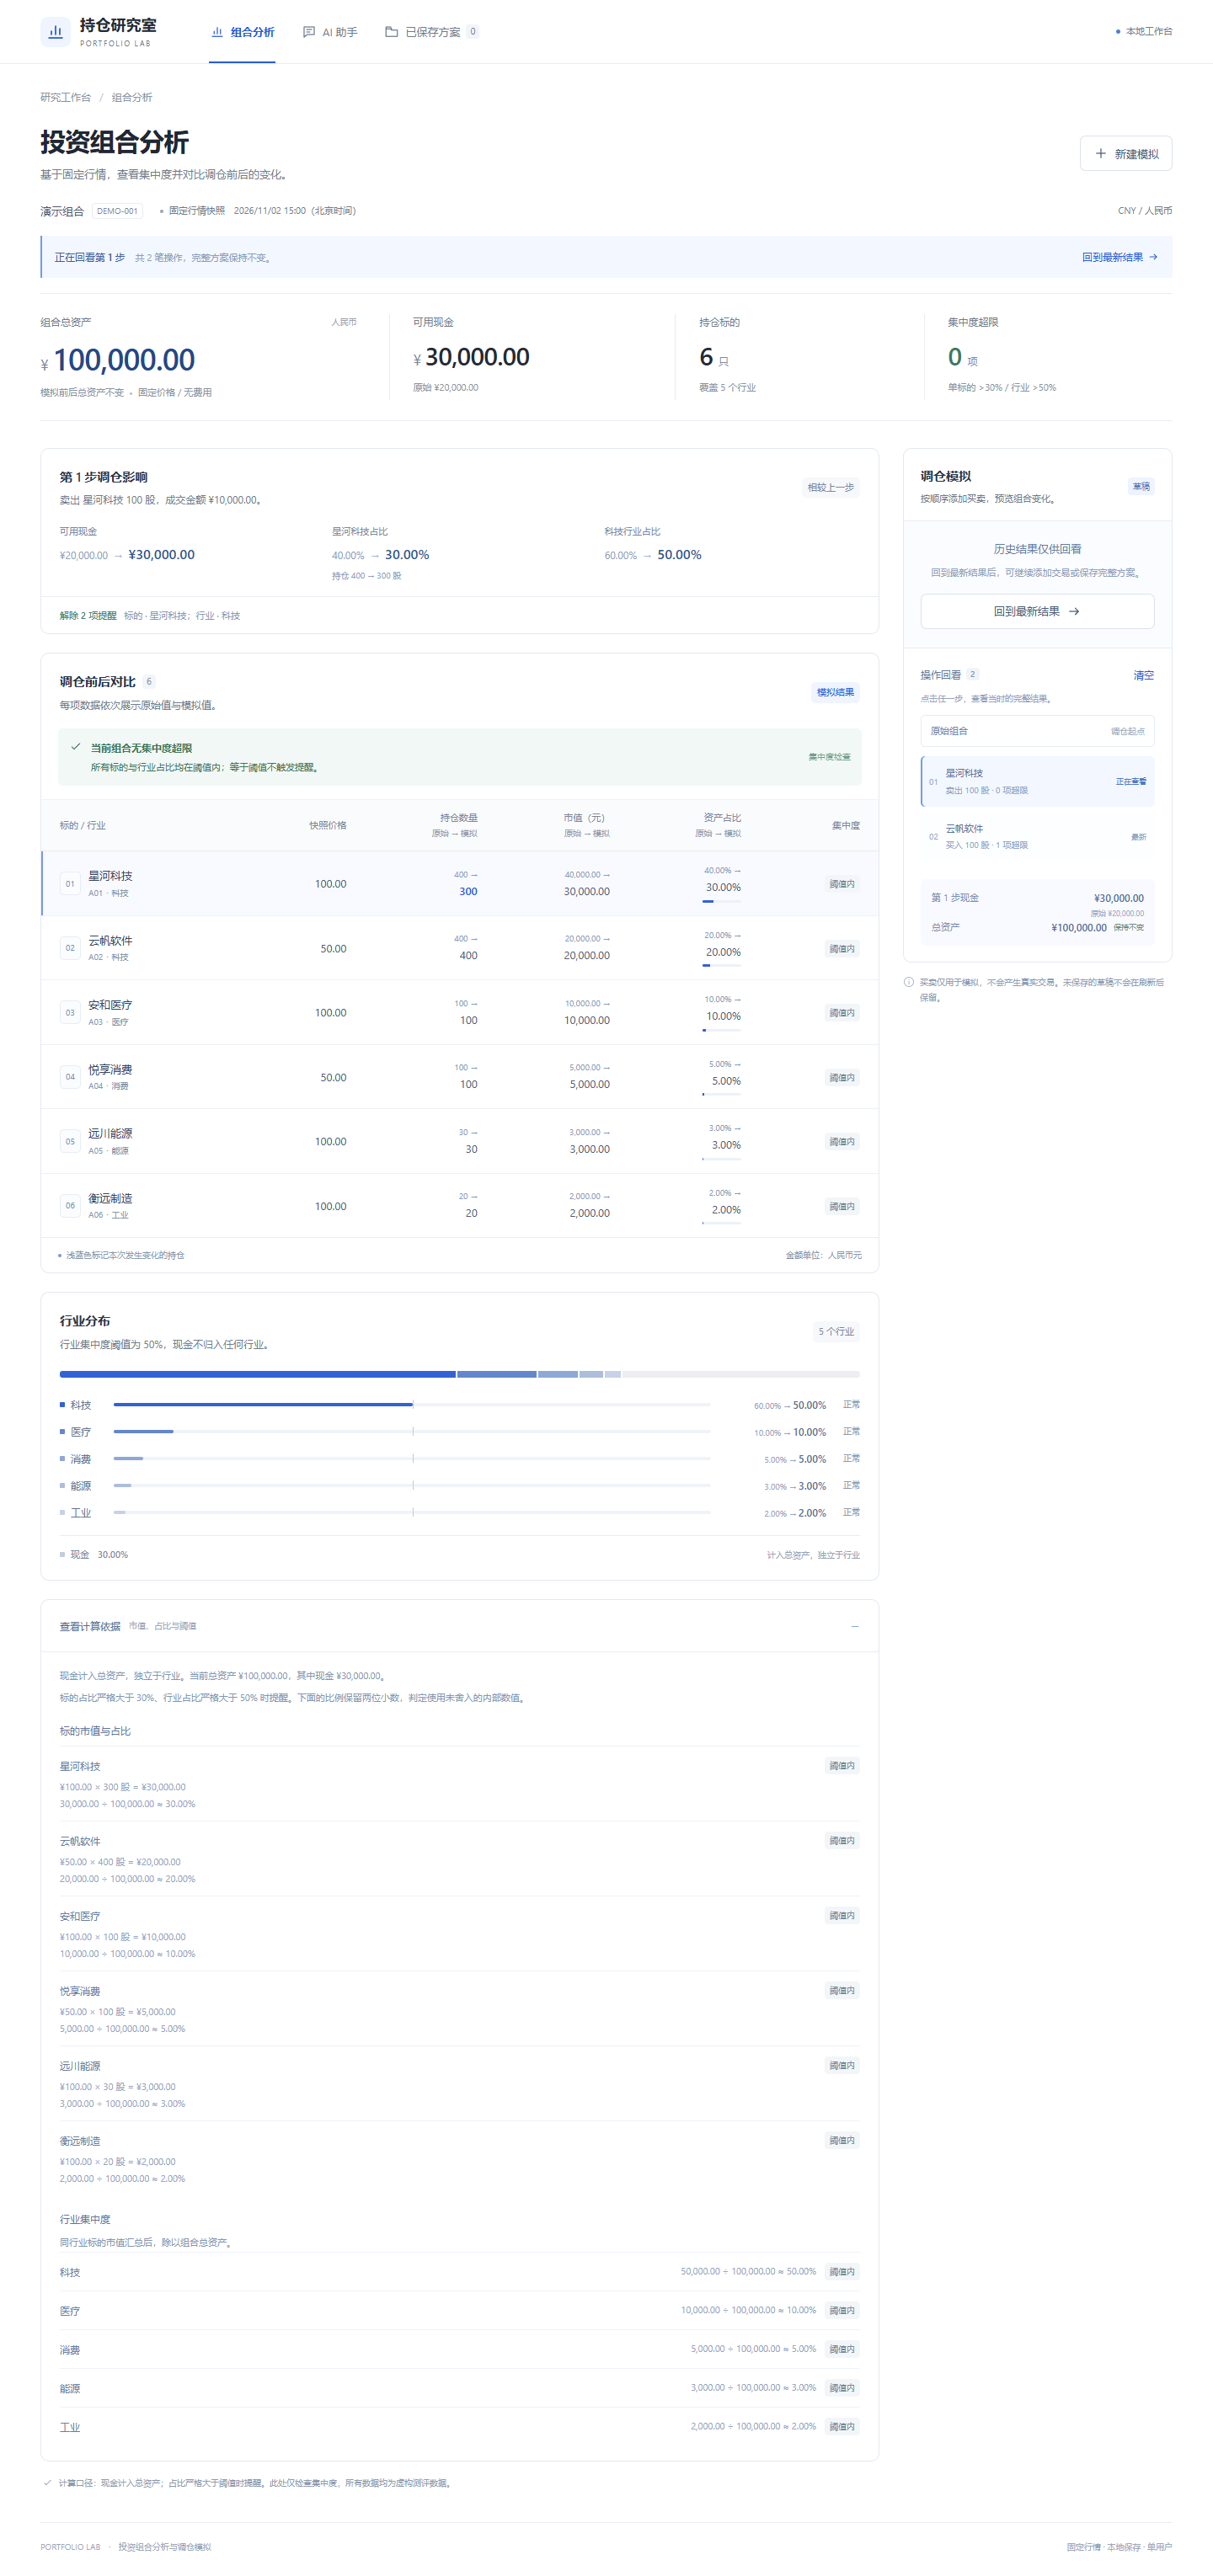 持仓研究室
PORTFOLIO LAB
组合分析
AI 助手
已保存方案 0
本地工作台
研究工作台 / 组合分析
投资组合分析
基于固定行情，查看集中度并对比调仓前后的变化。
新建模拟
演示组合 DEMO-001 • 固定行情快照 2026/11/02 15:00（北京时间）
CNY / 人民币
正在回看第 1 步 共 2 笔操作，完整方案保持不变。
回到最新结果 →
组合总资产 人民币
¥ 100,000.00
模拟前后总资产不变 • 固定价格 / 无费用
可用现金
¥ 30,000.00
原始 ¥20,000.00
持仓标的
6 只
覆盖 5 个行业
集中度超限
0 项
单标的 >30% / 行业 >50%
第 1 步调仓影响
卖出 星河科技 100 股，成交金额 ¥10,000.00。
相较上一步
可用现金
¥20,000.00 → ¥30,000.00
星河科技占比
40.00% → 30.00%
持仓 400 → 300 股
科技行业占比
60.00% → 50.00%
解除 2 项提醒 标的 · 星河科技；行业 · 科技
调仓前后对比 6
每项数据依次展示原始值与模拟值。
模拟结果
当前组合无集中度超限
所有标的与行业占比均在阈值内；等于阈值不触发提醒。
集中度检查
标的 / 行业 快照价格 持仓数量 市值（元） 资产占比 集中度
原始 → 模拟 原始 → 模拟 原始 → 模拟
01 星河科技 A01 · 科技 100.00 400 → 300 40,000.00 → 30,000.00 40.00% → 30.00% 阈值内
02 云帆软件 A02 · 科技 50.00 400 → 400 20,000.00 → 20,000.00 20.00% → 20.00% 阈值内
03 安和医疗 A03 · 医疗 100.00 100 → 100 10,000.00 → 10,000.00 10.00% → 10.00% 阈值内
04 悦享消费 A04 · 消费 50.00 100 → 100 5,000.00 → 5,000.00 5.00% → 5.00% 阈值内
05 远川能源 A05 · 能源 100.00 30 → 30 3,000.00 → 3,000.00 3.00% → 3.00% 阈值内
06 衡远制造 A06 · 工业 100.00 20 → 20 2,000.00 → 2,000.00 2.00% → 2.00% 阈值内
浅蓝色标记本次发生变化的持仓
金额单位：人民币元
行业分布
行业集中度阈值为 50%，现金不归入任何行业。
5 个行业
科技 60.00% → 50.00% 正常
医疗 10.00% → 10.00% 正常
消费 5.00% → 5.00% 正常
能源 3.00% → 3.00% 正常
工业 2.00% → 2.00% 正常
现金 30.00%
计入总资产，独立于行业
查看计算依据 市值、占比与阈值
现金计入总资产，独立于行业。当前总资产 ¥100,000.00，其中现金 ¥30,000.00。
标的占比严格大于 30%、行业占比严格大于 50% 时提醒。下面的比例保留两位小数，判定使用未舍入的内部数值。
标的市值与占比
星河科技 阈值内
¥100.00 × 300 股 = ¥30,000.00
30,000.00 ÷ 100,000.00 ≈ 30.00%
云帆软件 阈值内
¥50.00 × 400 股 = ¥20,000.00
20,000.00 ÷ 100,000.00 ≈ 20.00%
安和医疗 阈值内
¥100.00 × 100 股 = ¥10,000.00
10,000.00 ÷ 100,000.00 ≈ 10.00%
悦享消费 阈值内
¥50.00 × 100 股 = ¥5,000.00
5,000.00 ÷ 100,000.00 ≈ 5.00%
远川能源 阈值内
¥100.00 × 30 股 = ¥3,000.00
3,000.00 ÷ 100,000.00 ≈ 3.00%
衡远制造 阈值内
¥100.00 × 20 股 = ¥2,000.00
2,000.00 ÷ 100,000.00 ≈ 2.00%
行业集中度
同行业标的市值汇总后，除以组合总资产。
科技 50,000.00 ÷ 100,000.00 ≈ 50.00% 阈值内
医疗 10,000.00 ÷ 100,000.00 ≈ 10.00% 阈值内
消费 5,000.00 ÷ 100,000.00 ≈ 5.00% 阈值内
能源 3,000.00 ÷ 100,000.00 ≈ 3.00% 阈值内
工业 2,000.00 ÷ 100,000.00 ≈ 2.00% 阈值内
计算口径：现金计入总资产；占比严格大于阈值时提醒。此处仅检查集中度，所有数据均为虚构测评数据。
调仓模拟
按顺序添加买卖，预览组合变化。
草稿
历史结果仅供回看
回到最新结果后，可继续添加交易或保存完整方案。
回到最新结果 →
操作回看 2
清空
点击任一步，查看当时的完整结果。
原始组合 调仓起点
01 星河科技 正在查看
卖出 100 股 · 0 项超限
02 云帆软件 最新
买入 100 股 · 1 项超限
第 1 步现金 ¥30,000.00
原始 ¥20,000.00
总资产 ¥100,000.00 保持不变
买卖仅用于模拟，不会产生真实交易。未保存的草稿不会在刷新后
保留。
PORTFOLIO LAB · 投资组合分析与调仓模拟
固定行情 · 本地保存 · 单用户